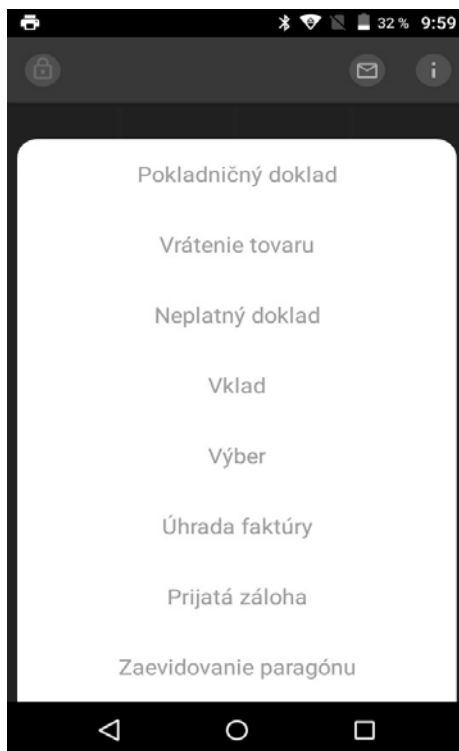 32 % 9:59
Pokladničný doklad
Vrátenie tovaru
Neplatný doklad
Vklad
Výber
Úhrada faktúry
Prijatá záloha
Zaevidovanie paragónu